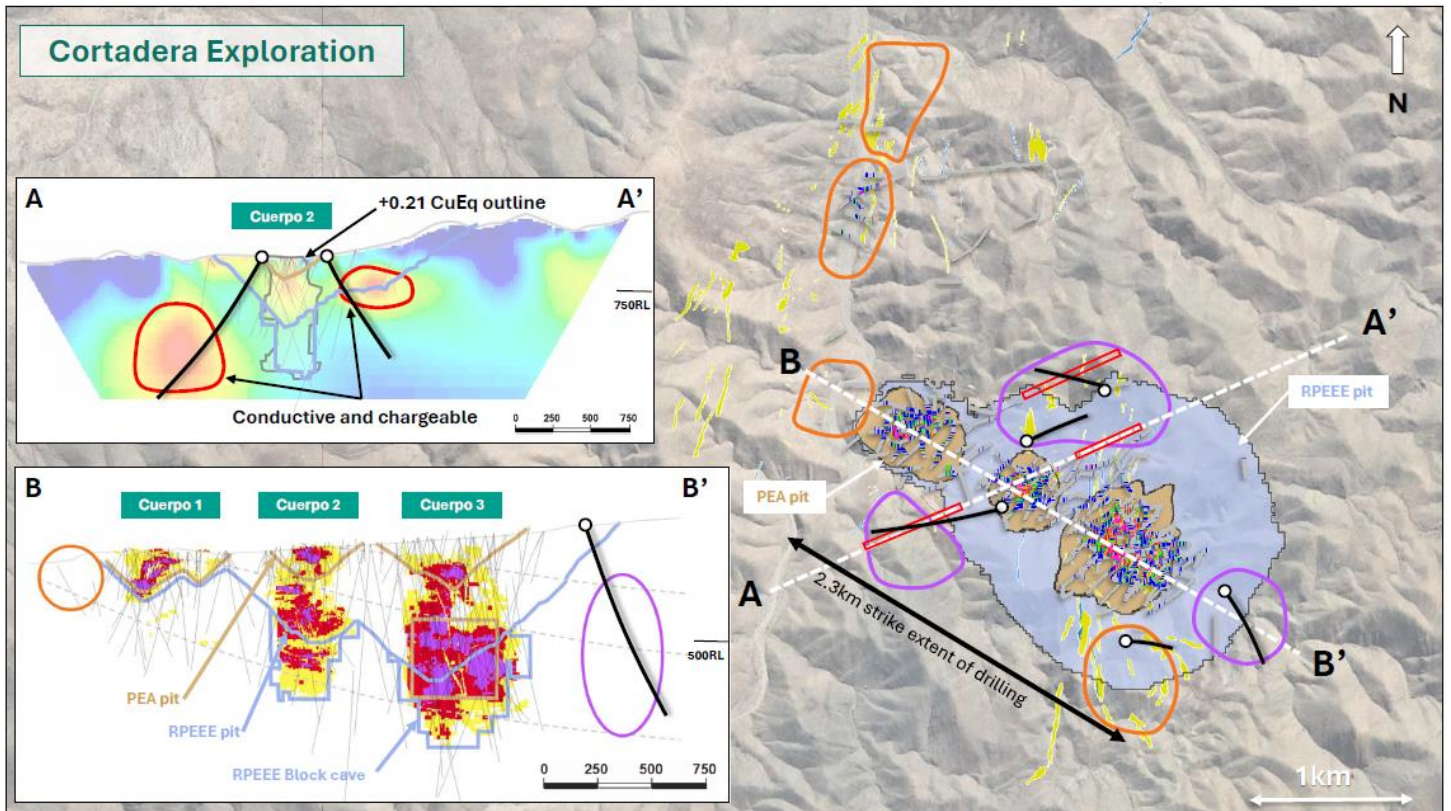 Cortadera Exploration
N
A
A’
Cuerpo 2
+0.21 CuEq outline
750RL
Conductive and chargeable
0 250 500 750
B
B’
Cuerpo 1
Cuerpo 2
Cuerpo 3
500RL
PEA pit
RPEEE pit
RPEEE Block cave
0 250 500 750
A’
B
RPEEE pit
PEA pit
A
B’
2.3km strike extent of drilling
1km